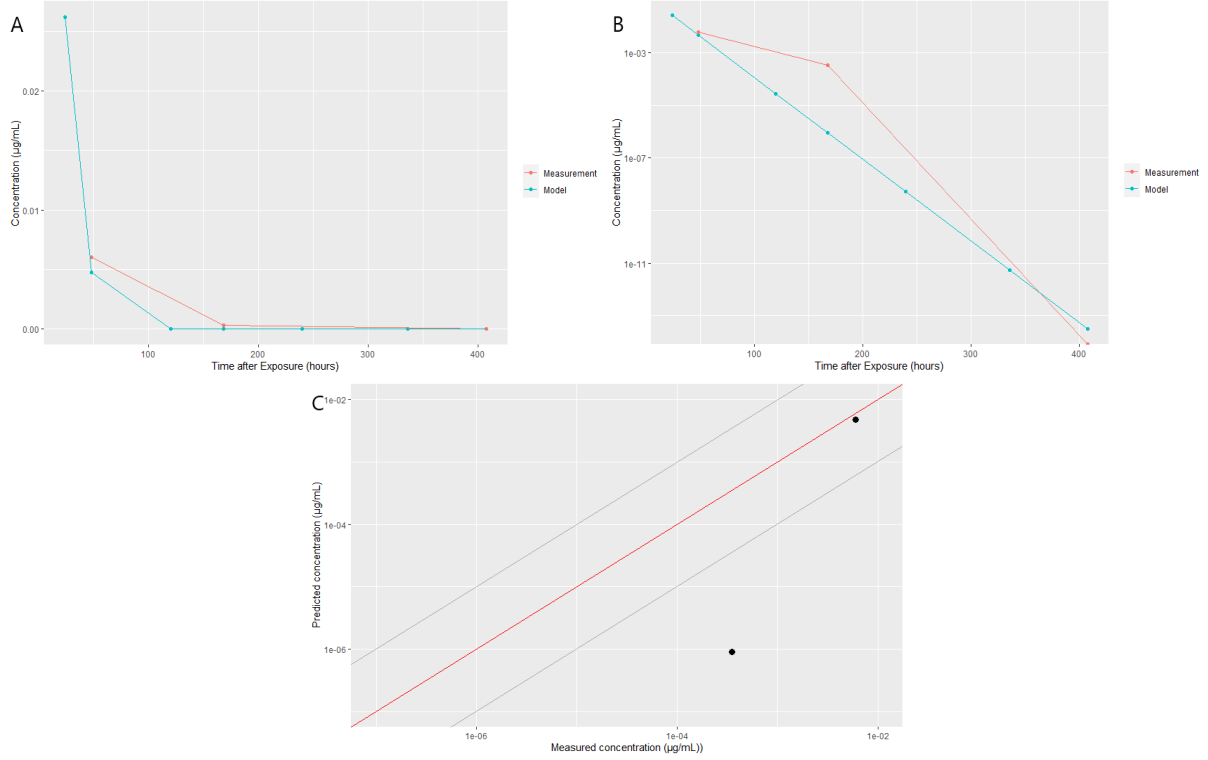 A
0.02
0.01
0.00
Concentration (µg/mL)
100
200
300
400
Time after Exposure (hours)
Measurement
Model
B
1e-03
1e-07
1e-11
Concentration (µg/mL)
100
200
300
400
Time after Exposure (hours)
Measurement
Model
C
1e-02
1e-04
1e-06
Predicted concentration (µg/mL)
1e-06
1e-04
1e-02
Measured concentration (µg/mL))